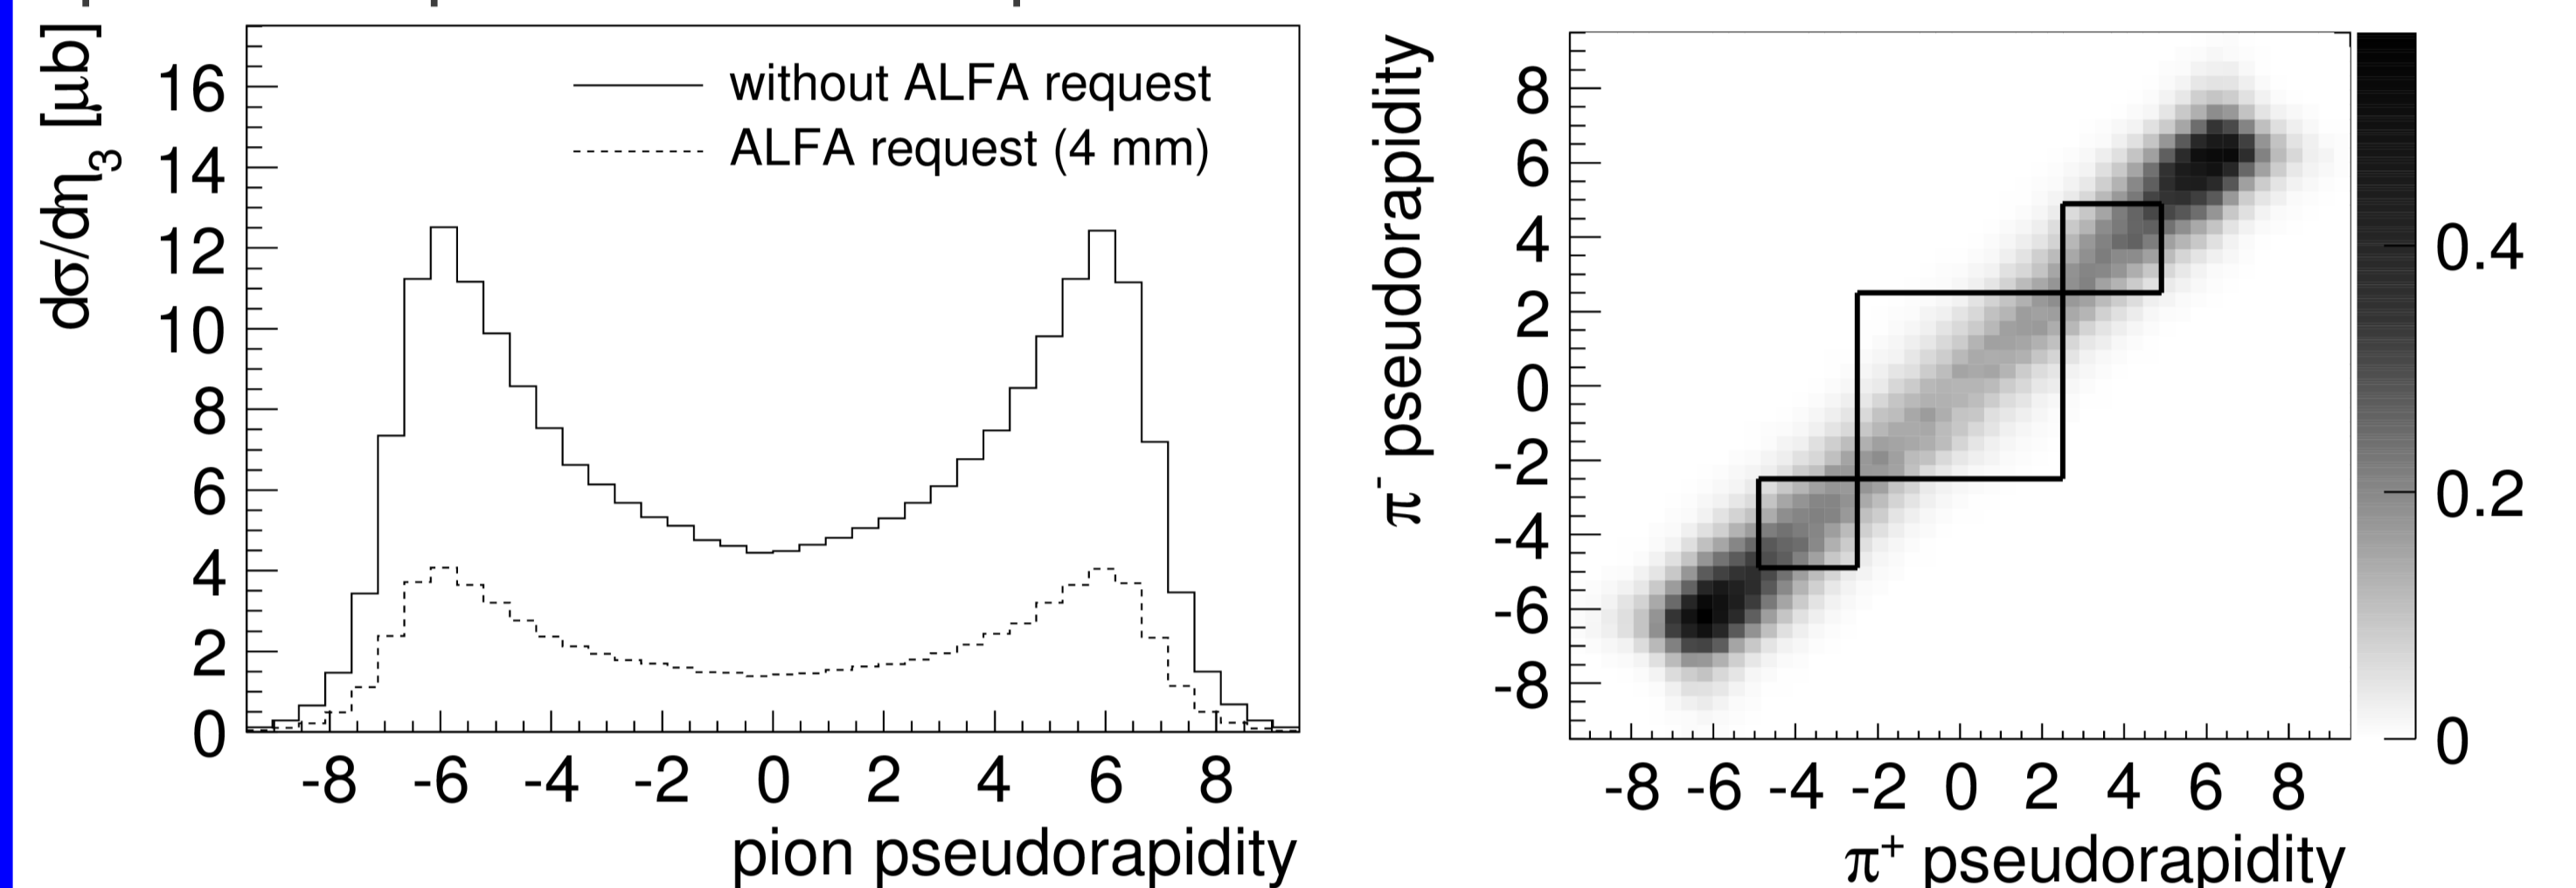 dσ/dη₃ [μb]
16
14
12
10
8
6
4
2
0
without ALFA request
ALFA request (4 mm)
-8 -6 -4 -2 0 2 4 6 8
pion pseudorapidity
π⁻ pseudorapidity
8
6
4
2
0
-2
-4
-6
-8
-8 -6 -4 -2 0 2 4 6 8
π⁺ pseudorapidity
0.4
0.2
0